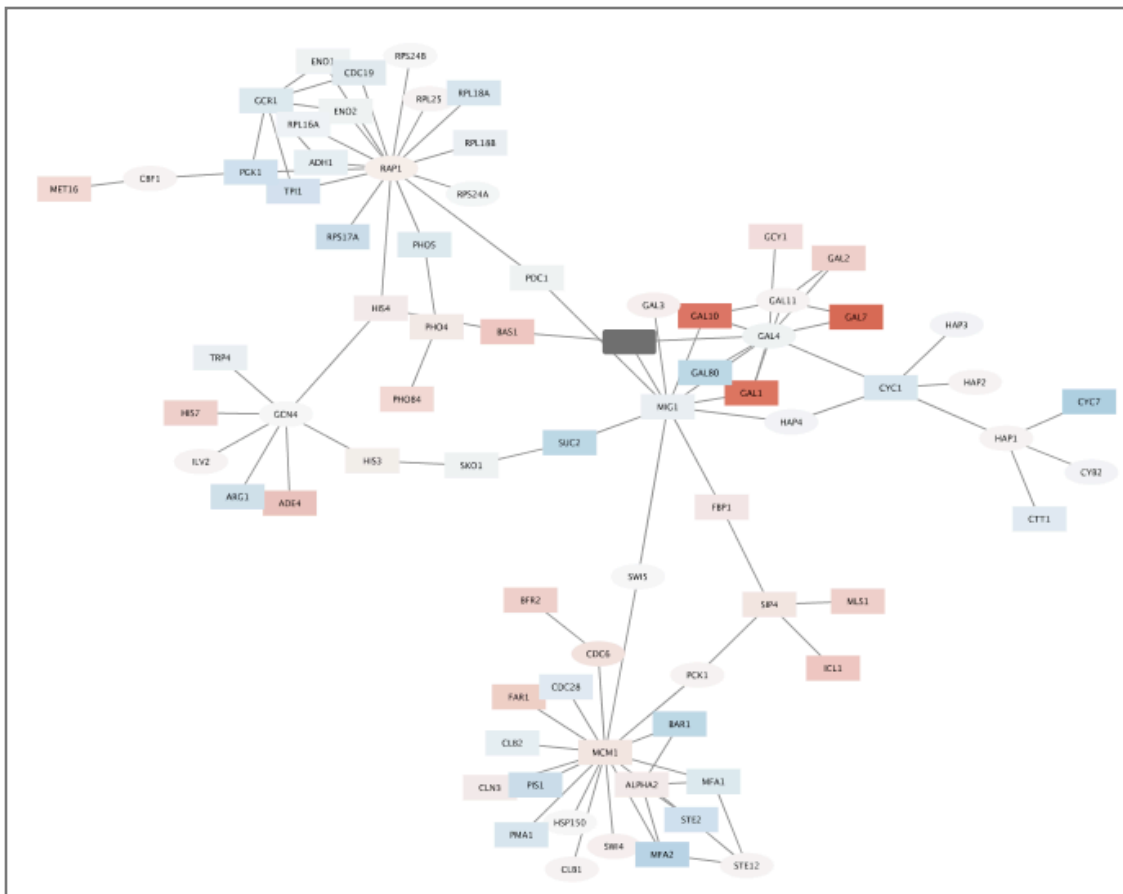 RPS24B
ENO1
CDC19
RPL18A
GCR1
RPL25
ENO2
RPL16A
RPL18B
ADH1
RAP1
CBF1
PGK1
MET16
TPI1
RPS24A
RPS17A
PHO5
GCY1
GAL2
PDC1
GAL11
GAL3
HIS4
GAL10
GAL7
HAP3
PHO4
BAS1
GAL4
TRP4
GAL80
HAP2
CYC1
GAL1
PHO84
CYC7
MIG1
HIS7
GCN4
HAP4
HAP1
SUC2
ILV2
HIS3
SKO1
CYB2
ARG1
ADE4
FBP1
CTT1
SWI5
BFR2
SIP4
MLS1
CDC6
ICL1
PCK1
CDC28
FAR1
BAR1
CLB2
MCM1
CLN3
PIS1
ALPHA2
MFA1
HSP150
STE2
PMA1
SWI4
MFA2
CLB1
STE12